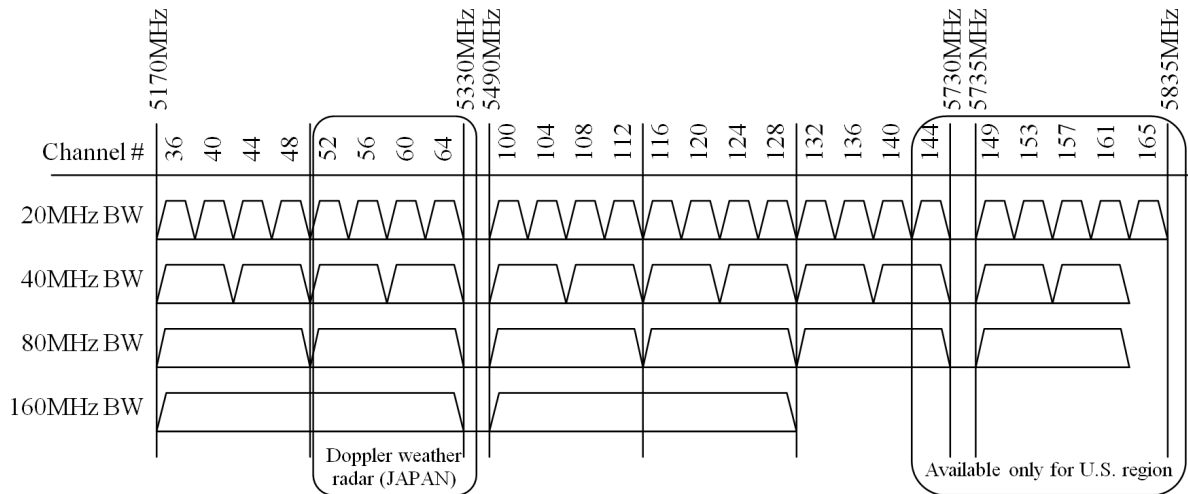 5170MHz
5330MHz
5490MHz
5730MHz
5735MHz
5835MHz
Channel # 36 40 44 48 52 56 60 64 100 104 108 112 116 120 124 128 132 136 140 144 149 153 157 161 165
20MHz BW
40MHz BW
80MHz BW
160MHz BW
Doppler weather
radar (JAPAN)
Available only for U.S. region